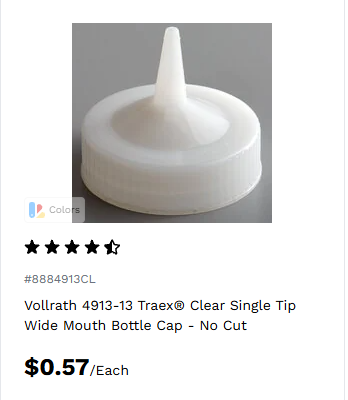 Colors
#8884913CL
Vollrath 4913-13 Traex® Clear Single Tip
Wide Mouth Bottle Cap - No Cut
$0.57/Each